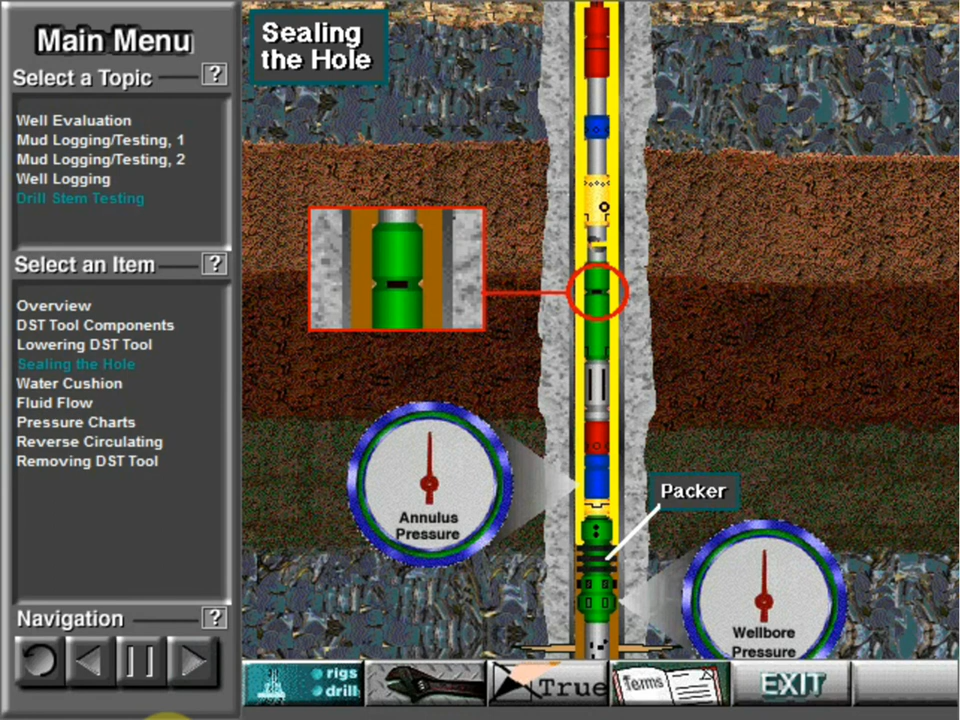 Main Menu
Select a Topic ?
Well Evaluation
Mud Logging/Testing, 1
Mud Logging/Testing, 2
Well Logging
Drill Stem Testing
Select an Item ?
Overview
DST Tool Components
Lowering DST Tool
Sealing the Hole
Water Cushion
Fluid Flow
Pressure Charts
Reverse Circulating
Removing DST Tool
Navigation ?
Sealing
the Hole
Annulus
Pressure
Packer
Wellbore
Pressure
rigs
drill
True
Terms
EXIT